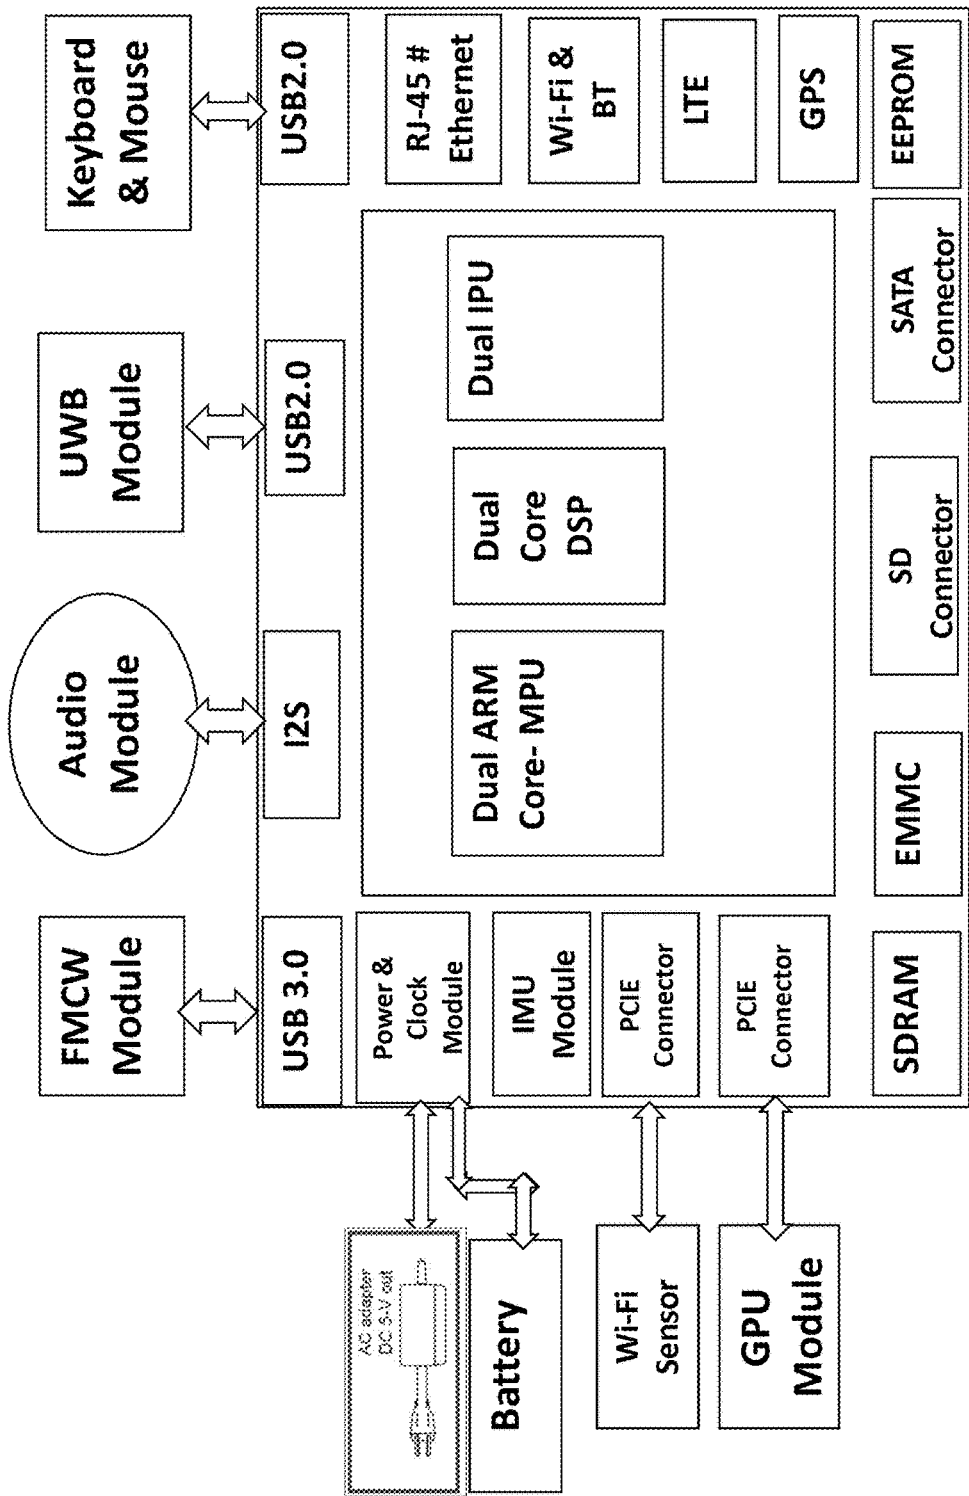 FMCW
Module
Audio
Module
UWB
Module
Keyboard
& Mouse
USB 3.0
I2S
USB2.0
USB2.0
AC adapter
DC 5-V out
Battery
Wi-Fi
Sensor
GPU
Module
Power &
Clock
Module
IMU
Module
PCIE
Connector
PCIE
Connector
Dual ARM
Core- MPU
Dual
Core
DSP
Dual IPU
RJ-45 #
Ethernet
Wi-Fi &
BT
LTE
GPS
SDRAM
EMMC
SD
Connector
SATA
Connector
EEPROM